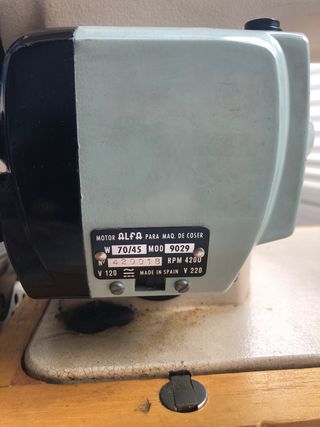 MOTOR ALFA PARA MAQ. DE COSER
W 70/45 MOD 9029
Nº 420018 RPM 4200
V 120 MADE IN SPAIN V 220